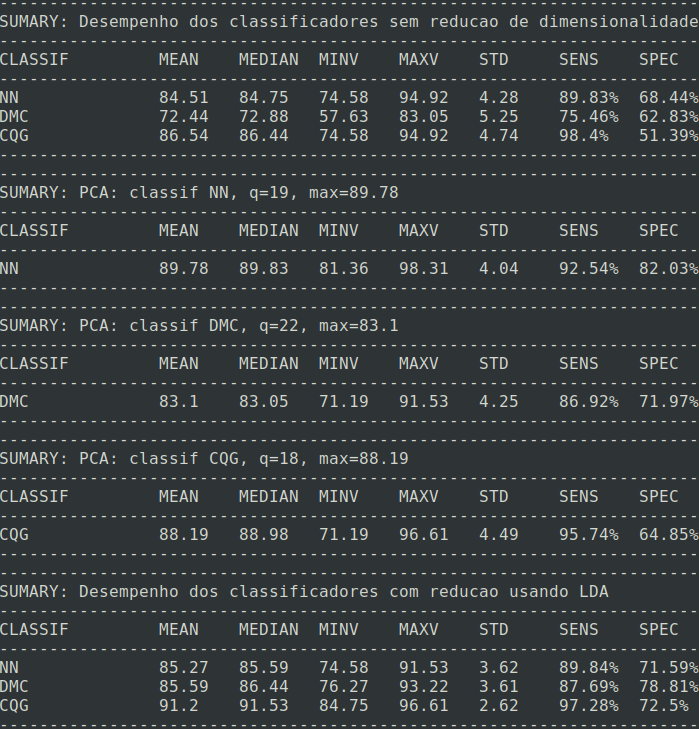 SUMARY: Desempenho dos classificadores sem reducao de dimensionalidade
CLASSIF MEAN MEDIAN MINV MAXV STD SENS SPEC
NN 84.51 84.75 74.58 94.92 4.28 89.83% 68.44%
DMC 72.44 72.88 57.63 83.05 5.25 75.46% 62.83%
CQG 86.54 86.44 74.58 94.92 4.74 98.4% 51.39%
SUMARY: PCA: classif NN, q=19, max=89.78
CLASSIF MEAN MEDIAN MINV MAXV STD SENS SPEC
NN 89.78 89.83 81.36 98.31 4.04 92.54% 82.03%
SUMARY: PCA: classif DMC, q=22, max=83.1
CLASSIF MEAN MEDIAN MINV MAXV STD SENS SPEC
DMC 83.1 83.05 71.19 91.53 4.25 86.92% 71.97%
SUMARY: PCA: classif CQG, q=18, max=88.19
CLASSIF MEAN MEDIAN MINV MAXV STD SENS SPEC
CQG 88.19 88.98 71.19 96.61 4.49 95.74% 64.85%
SUMARY: Desempenho dos classificadores com reducao usando LDA
CLASSIF MEAN MEDIAN MINV MAXV STD SENS SPEC
NN 85.27 85.59 74.58 91.53 3.62 89.84% 71.59%
DMC 85.59 86.44 76.27 93.22 3.61 87.69% 78.81%
CQG 91.2 91.53 84.75 96.61 2.62 97.28% 72.5%